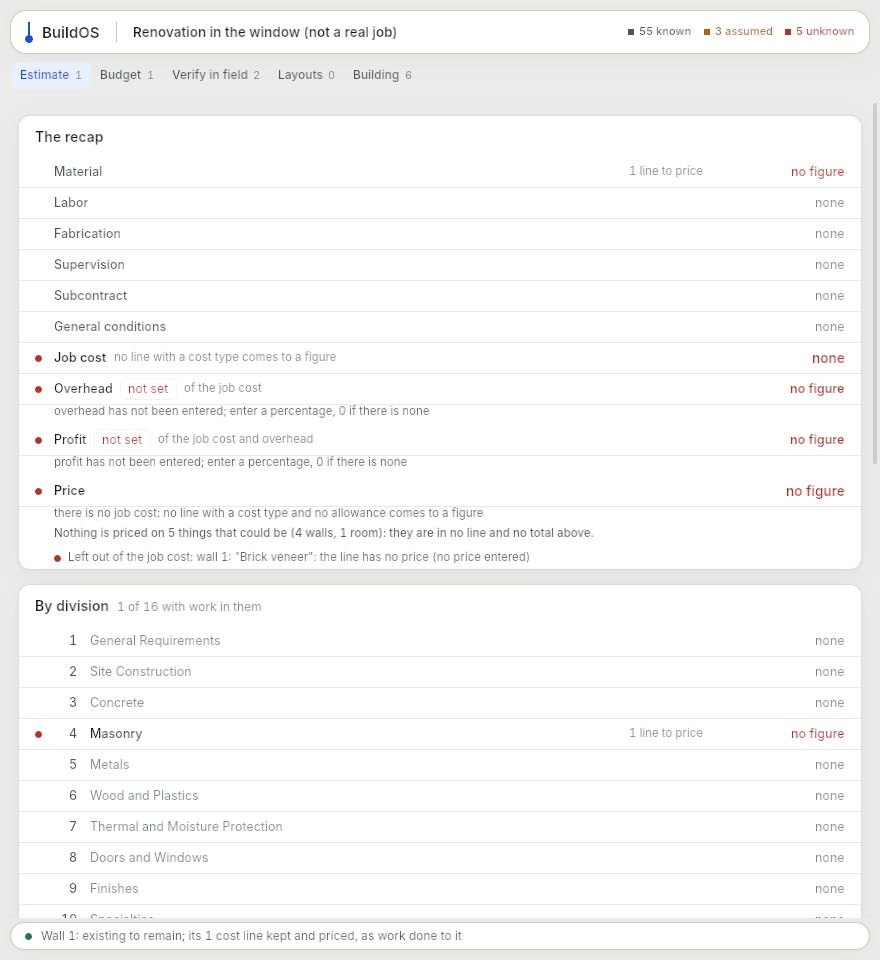 BuildOS
Renovation in the window (not a real job)
55 known
3 assumed
5 unknown
Estimate 1
Budget 1
Verify in field 2
Layouts 0
Building 6
The recap
Material 1 line to price no figure
Labor none
Fabrication none
Supervision none
Subcontract none
General conditions none
Job cost no line with a cost type comes to a figure none
Overhead not set of the job cost no figure
overhead has not been entered; enter a percentage, 0 if there is none
Profit not set of the job cost and overhead no figure
profit has not been entered; enter a percentage, 0 if there is none
Price no figure
there is no job cost: no line with a cost type and no allowance comes to a figure
Nothing is priced on 5 things that could be (4 walls, 1 room): they are in no line and no total above.
Left out of the job cost: wall 1: "Brick veneer": the line has no price (no price entered)
By division 1 of 16 with work in them
1 General Requirements none
2 Site Construction none
3 Concrete none
4 Masonry 1 line to price no figure
5 Metals none
6 Wood and Plastics none
7 Thermal and Moisture Protection none
8 Doors and Windows none
9 Finishes none
10 Specialties none
Wall 1: existing to remain; its 1 cost line kept and priced, as work done to it